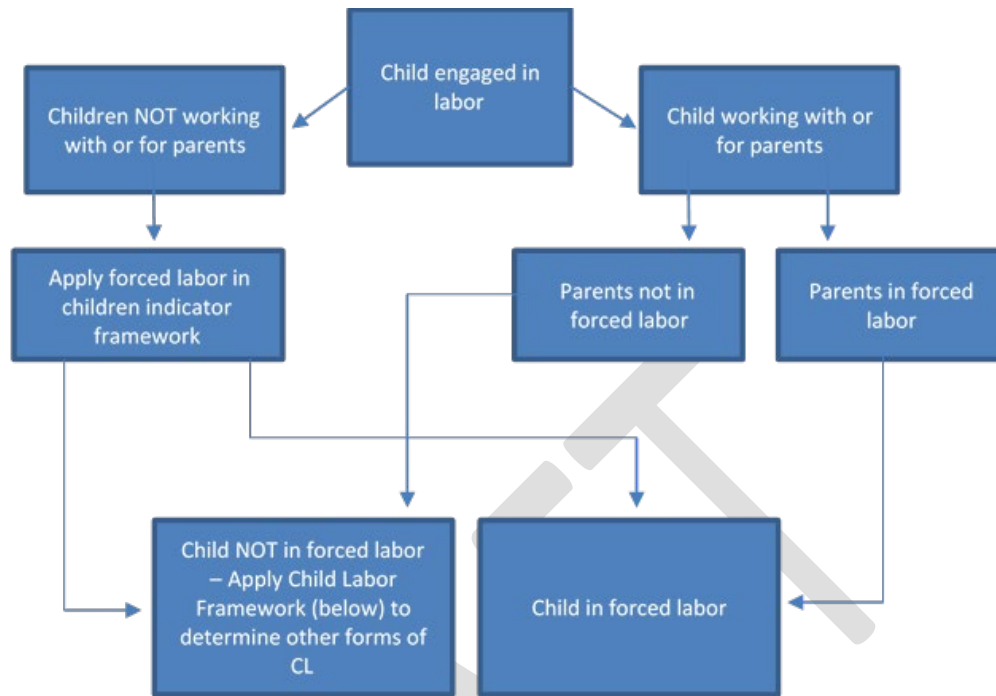 Child engaged in
labor
Children NOT working
with or for parents
Child working with or
for parents
Apply forced labor in
children indicator
framework
Parents not in
forced labor
Parents in forced
labor
Child NOT in forced labor
– Apply Child Labor
Framework (below) to
determine other forms of
CL
Child in forced labor